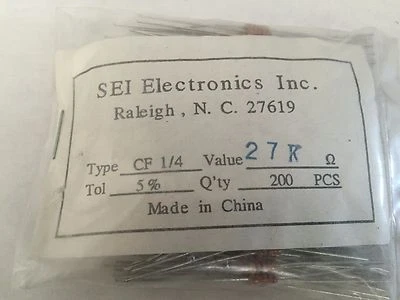 SEI Electronics Inc.
Raleigh, N. C. 27619
Type CF 1/4 Value 27K Ω
Tol 5% Q'ty 200 PCS
Made in China